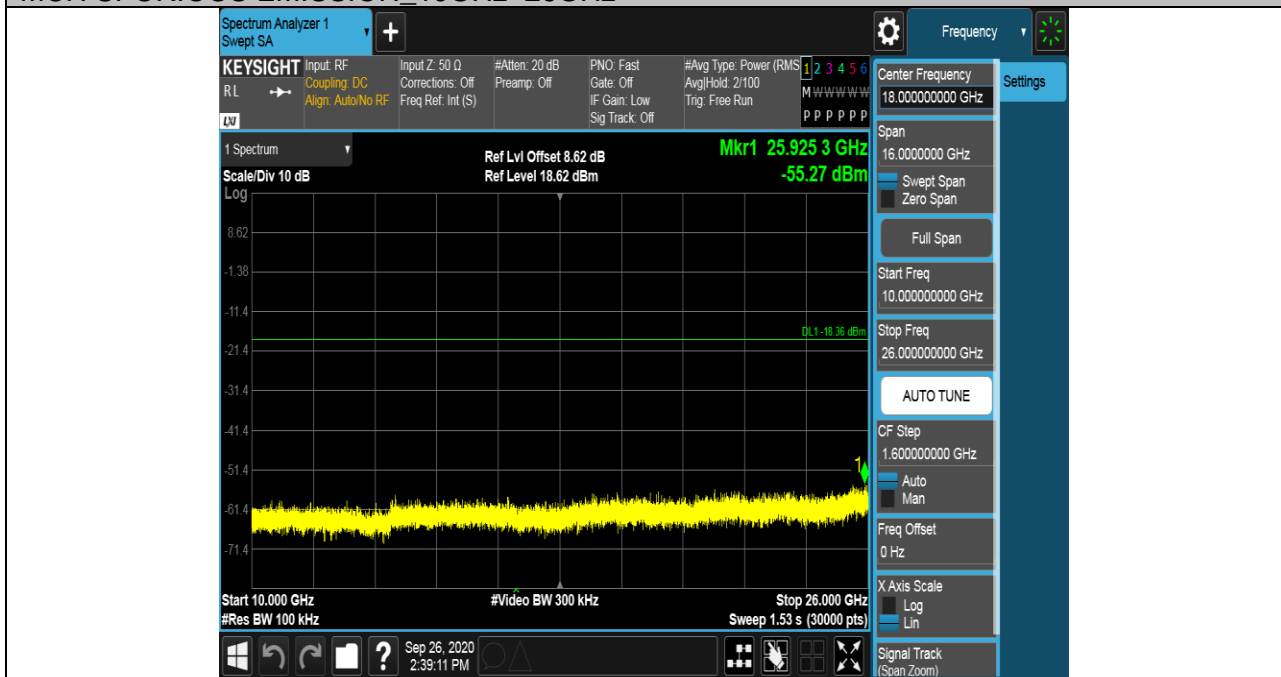 Spectrum Analyzer 1
Swept SA
Frequency
KEYSIGHT
RL
LXI
Input: RF
Coupling: DC
Align: Auto/No RF
Input Z: 50 Ω
Corrections: Off
Freq Ref: Int (S)
#Atten: 20 dB
Preamp: Off
PNO: Fast
Gate: Off
IF Gain: Low
Sig Track: Off
#Avg Type: Power (RMS
Avg|Hold: 2/100
Trig: Free Run
1 2 3 4 5 6
M W W W W W
P P P P P P
1 Spectrum
Scale/Div 10 dB
Log
Ref Lvl Offset 8.62 dB
Ref Level 18.62 dBm
Mkr1 25.925 3 GHz
-55.27 dBm
8.62
-1.38
-11.4
DL1 -18.36 dBm
-21.4
-31.4
-41.4
-51.4
1
-61.4
-71.4
Start 10.000 GHz
#Video BW 300 kHz
Stop 26.000 GHz
#Res BW 100 kHz
Sweep 1.53 s (30000 pts)
?
Sep 26, 2020
2:39:11 PM
Center Frequency
18.000000000 GHz
Settings
Span
16.0000000 GHz
Swept Span
Zero Span
Full Span
Start Freq
10.000000000 GHz
Stop Freq
26.000000000 GHz
AUTO TUNE
CF Step
1.600000000 GHz
Auto
Man
Freq Offset
0 Hz
X Axis Scale
Log
Lin
Signal Track
(Span Zoom)